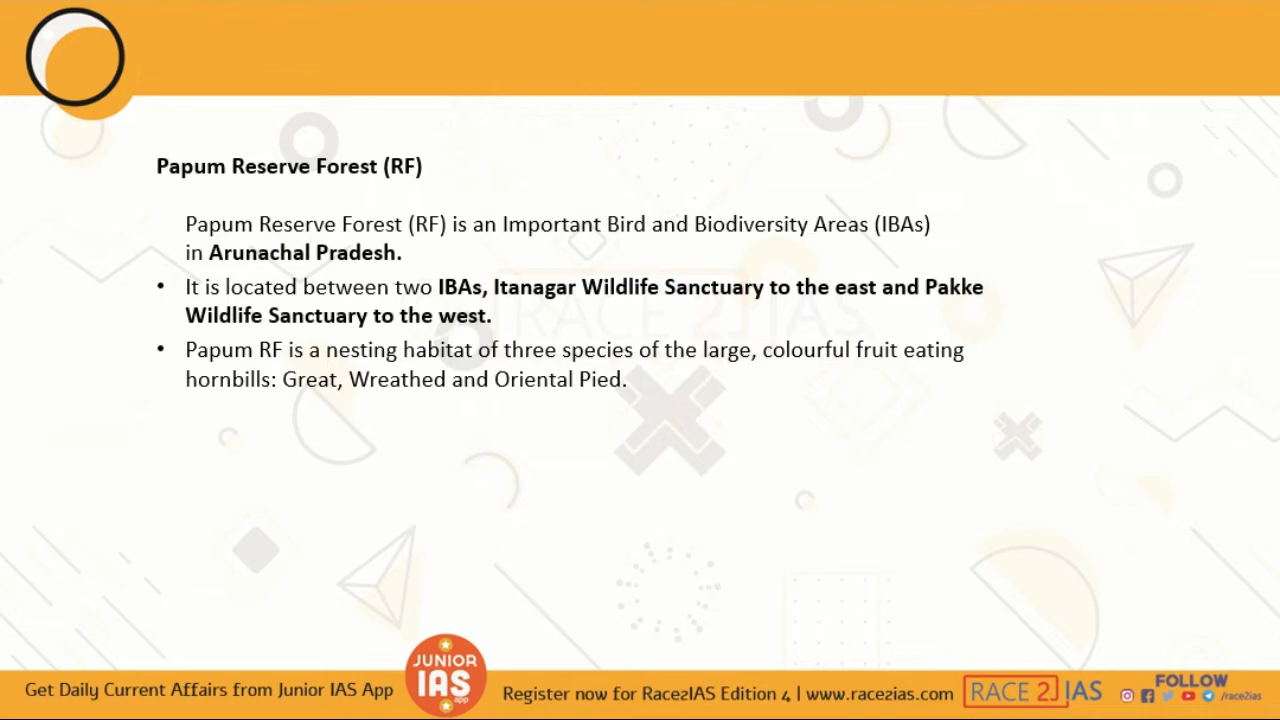 Papum Reserve Forest (RF)
Papum Reserve Forest (RF) is an Important Bird and Biodiversity Areas (IBAs)
in Arunachal Pradesh.
• It is located between two IBAs, Itanagar Wildlife Sanctuary to the east and Pakke
Wildlife Sanctuary to the west.
• Papum RF is a nesting habitat of three species of the large, colourful fruit eating
hornbills: Great, Wreathed and Oriental Pied.
RACE 2 IAS
Get Daily Current Affairs from Junior IAS App
JUNIOR
IAS
app
Register now for Race2IAS Edition 4 | www.race2ias.com
RACE 2 IAS
FOLLOW
/race2ias